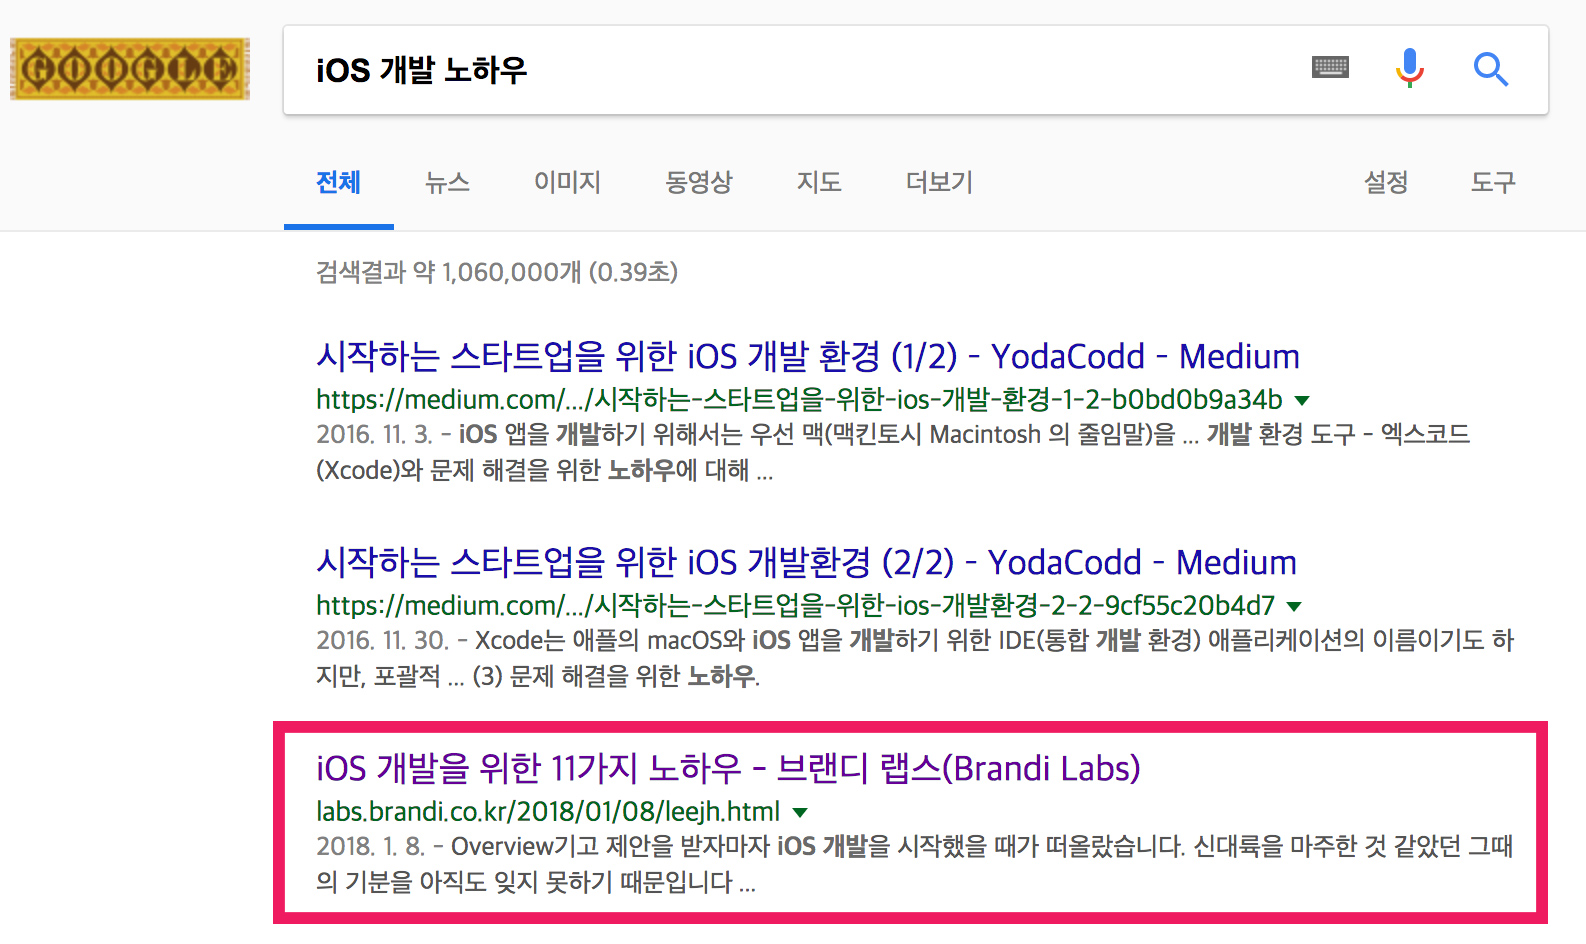 GOOGLE
iOS 개발 노하우
전체 뉴스 이미지 동영상 지도 더보기 설정 도구
검색결과 약 1,060,000개 (0.39초)
시작하는 스타트업을 위한 iOS 개발 환경 (1/2) - YodaCodd - Medium
https://medium.com/.../시작하는-스타트업을-위한-ios-개발-환경-1-2-b0bd0b9a34b
2016. 11. 3. - iOS 앱을 개발하기 위해서는 우선 맥(맥킨토시 Macintosh 의 줄임말)을 ... 개발 환경 도구 - 엑스코드
(Xcode)와 문제 해결을 위한 노하우에 대해 ...
시작하는 스타트업을 위한 iOS 개발환경 (2/2) - YodaCodd - Medium
https://medium.com/.../시작하는-스타트업을-위한-ios-개발환경-2-2-9cf55c20b4d7
2016. 11. 30. - Xcode는 애플의 macOS와 iOS 앱을 개발하기 위한 IDE(통합 개발 환경) 애플리케이션의 이름이기도 하
지만, 포괄적 ... (3) 문제 해결을 위한 노하우.
iOS 개발을 위한 11가지 노하우 - 브랜디 랩스(Brandi Labs)
labs.brandi.co.kr/2018/01/08/leejh.html
2018. 1. 8. - Overview기고 제안을 받자마자 iOS 개발을 시작했을 때가 떠올랐습니다. 신대륙을 마주한 것 같았던 그때
의 기분을 아직도 잊지 못하기 때문입니다 ...